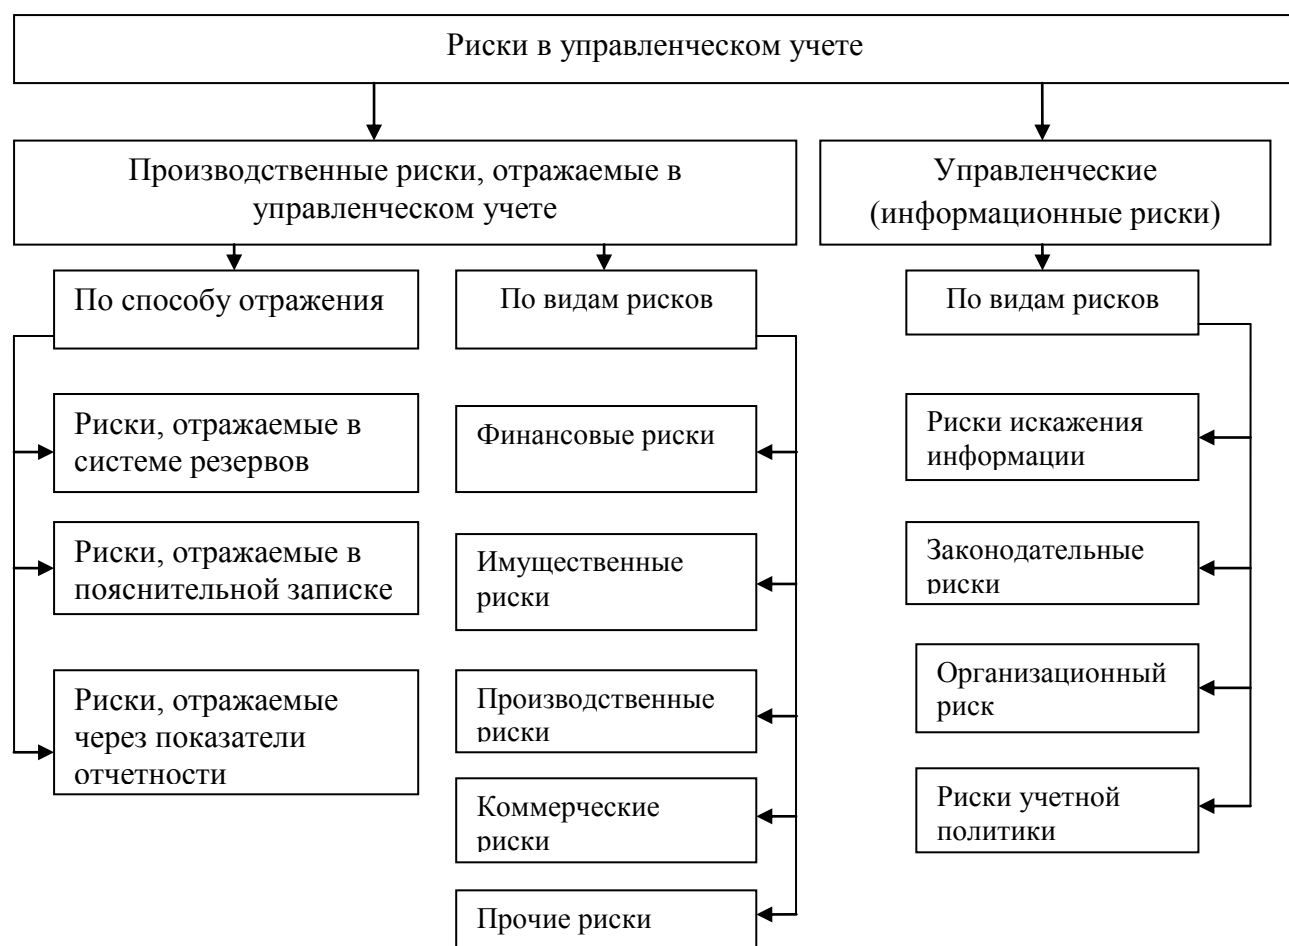 Риски в управленческом учете
Производственные риски, отражаемые в
управленческом учете
Управленческие
(информационные риски)
По способу отражения
Риски, отражаемые в
системе резервов
Риски, отражаемые в
пояснительной записке
Риски, отражаемые
через показатели
отчетности
По видам рисков
Финансовые риски
Имущественные
риски
Производственные
риски
Коммерческие
риски
Прочие риски
По видам рисков
Риски искажения
информации
Законодательные
риски
Организационный
риск
Риски учетной
политики